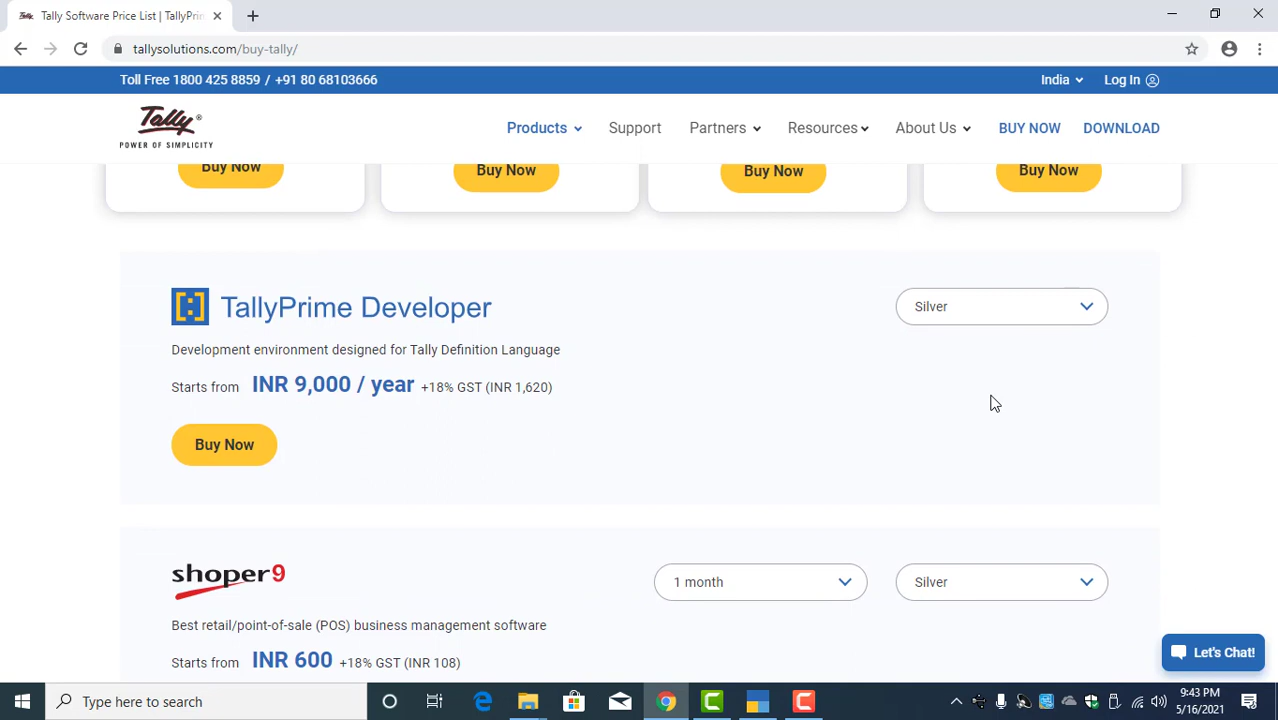 Tally Software Price List | TallyPrim
tallysolutions.com/buy-tally/
Toll Free 1800 425 8859 / +91 80 68103666
India
Log In
Tally®
POWER OF SIMPLICITY
Products
Support
Partners
Resources
About Us
BUY NOW
DOWNLOAD
Buy Now
Buy Now
Buy Now
Buy Now
TallyPrime Developer
Silver
Development environment designed for Tally Definition Language
Starts from INR 9,000 / year +18% GST (INR 1,620)
Buy Now
shoper9
1 month
Silver
Best retail/point-of-sale (POS) business management software
Starts from INR 600 +18% GST (INR 108)
Let's Chat!
Type here to search
9:43 PM
5/16/2021